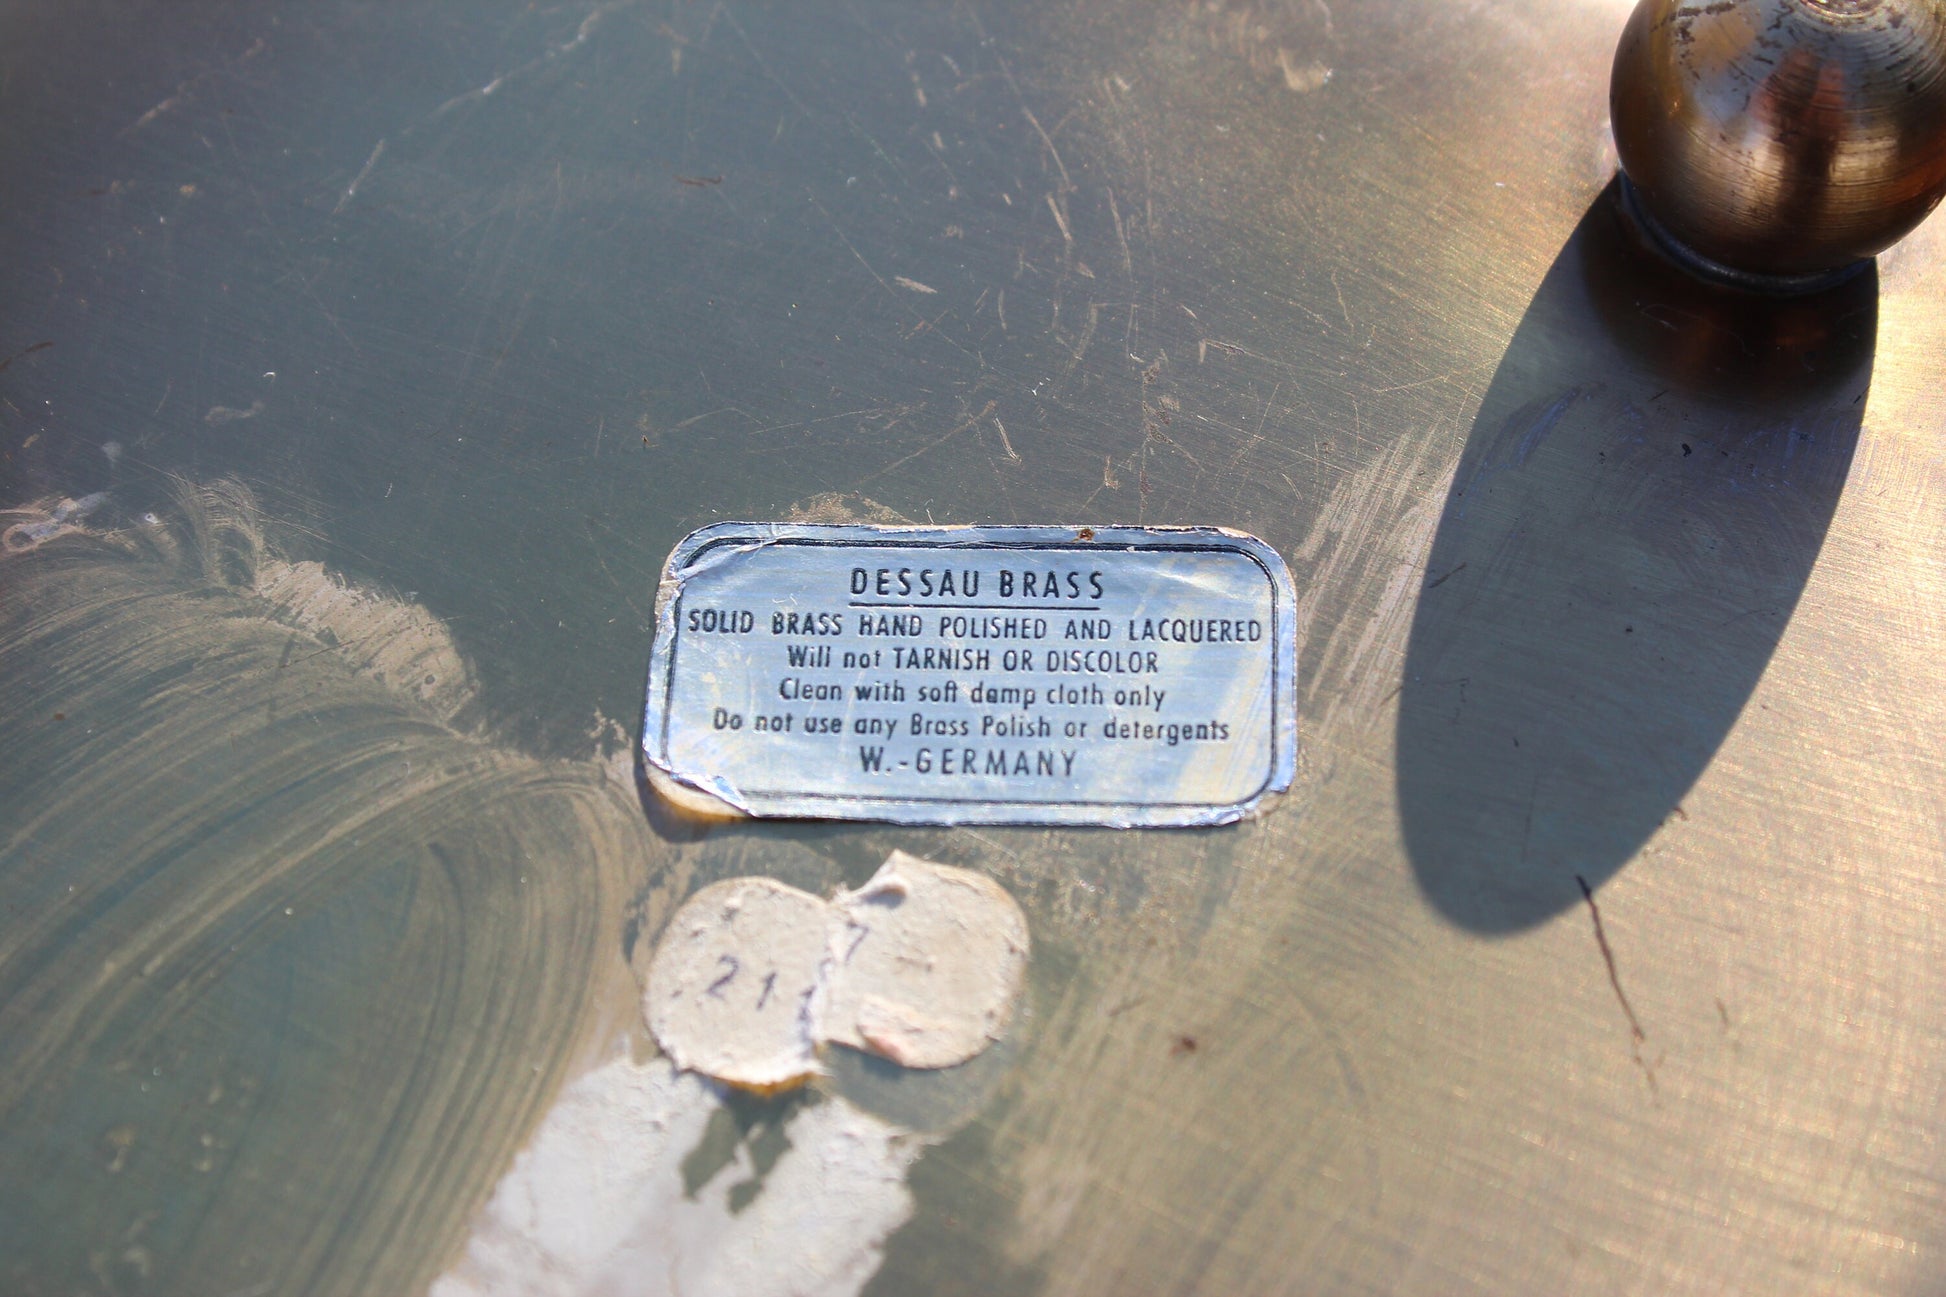 DESSAU BRASS
SOLID BRASS HAND POLISHED AND LACQUERED
Will not TARNISH OR DISCOLOR
Clean with soft damp cloth only
Do not use any Brass Polish or detergents
W.-GERMANY